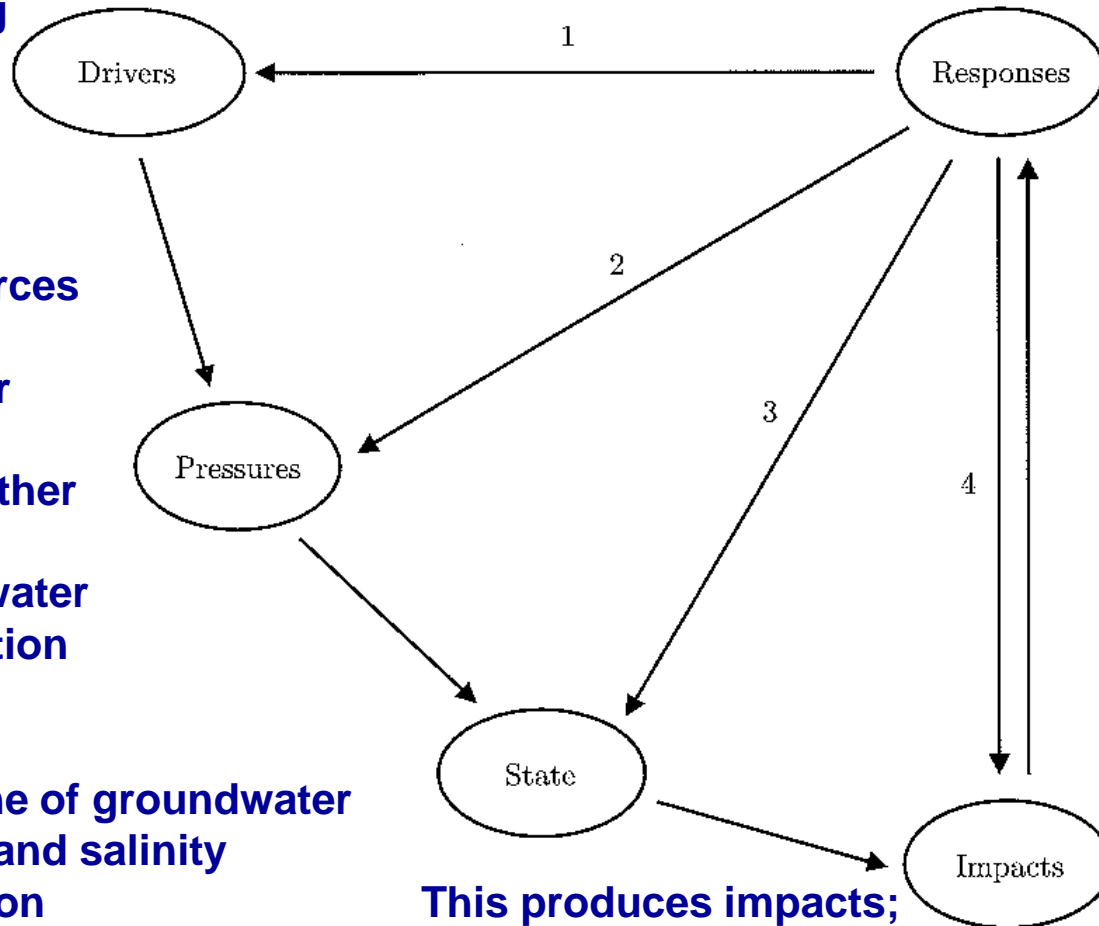 1
Drivers
Responses
2
3
4
Pressures
State
Impacts
rces
r
ther
water
tion
ne of groundwater
and salinity
on
This produces impacts;